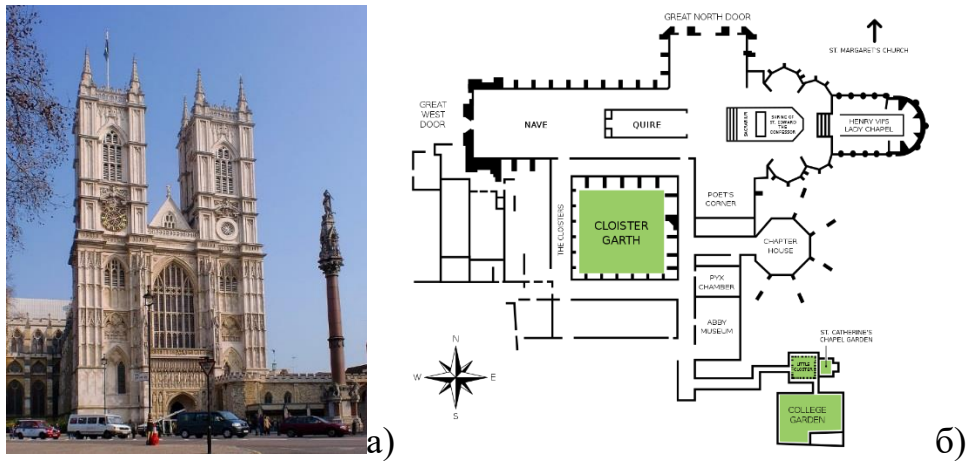 GREAT NORTH DOOR
ST. MARGARET'S CHURCH
GREAT
WEST
DOOR
NAVE
QUIRE
SACRARIUM
SHRINE OF
ST. EDWARD
THE
CONFESSOR
HENRY VII'S
LADY CHAPEL
THE CLOISTERS
CLOISTER
GARTH
POET'S
CORNER
CHAPTER
HOUSE
PYX
CHAMBER
ABBY
MUSEUM
ST. CATHERINE'S
CHAPEL GARDEN
LITTLE
CLOISTER
COLLEGE
GARDEN
N
W
E
S
а)
б)